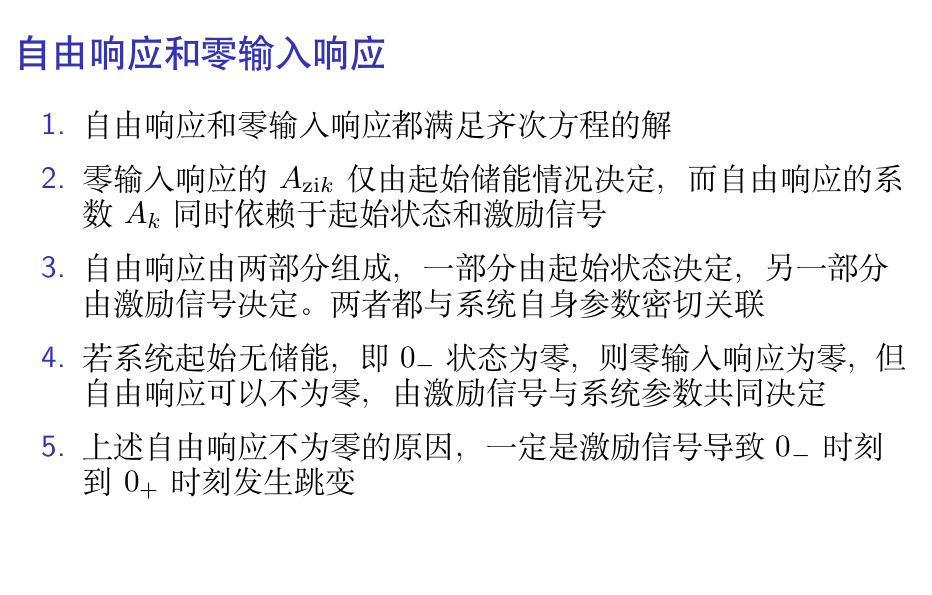 自由响应和零输入响应
1. 自由响应和零输入响应都满足齐次方程的解
2. 零输入响应的 Azik 仅由起始储能情况决定，而自由响应的系
数 Ak 同时依赖于起始状态和激励信号
3. 自由响应由两部分组成，一部分由起始状态决定，另一部分
由激励信号决定。两者都与系统自身参数密切关联
4. 若系统起始无储能，即 0− 状态为零，则零输入响应为零，但
自由响应可以不为零，由激励信号与系统参数共同决定
5. 上述自由响应不为零的原因，一定是激励信号导致 0− 时刻
到 0+ 时刻发生跳变